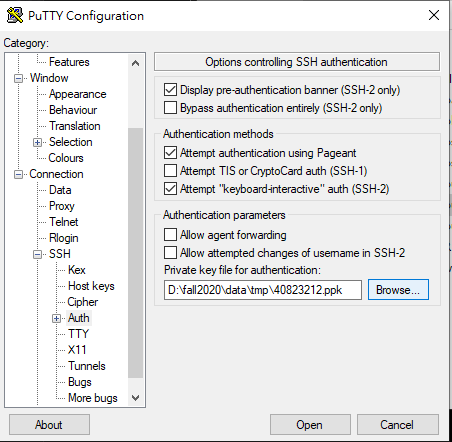 PuTTY Configuration
Category:
Features
Window
Appearance
Behaviour
Translation
Selection
Colours
Connection
Data
Proxy
Telnet
Rlogin
SSH
Kex
Host keys
Cipher
Auth
TTY
X11
Tunnels
Bugs
More bugs
Options controlling SSH authentication
Display pre-authentication banner (SSH-2 only)
Bypass authentication entirely (SSH-2 only)
Authentication methods
Attempt authentication using Pageant
Attempt TIS or CryptoCard auth (SSH-1)
Attempt "keyboard-interactive" auth (SSH-2)
Authentication parameters
Allow agent forwarding
Allow attempted changes of username in SSH-2
Private key file for authentication:
D:\fall2020\data\tmp\40823212.ppk
Browse...
About
Open
Cancel